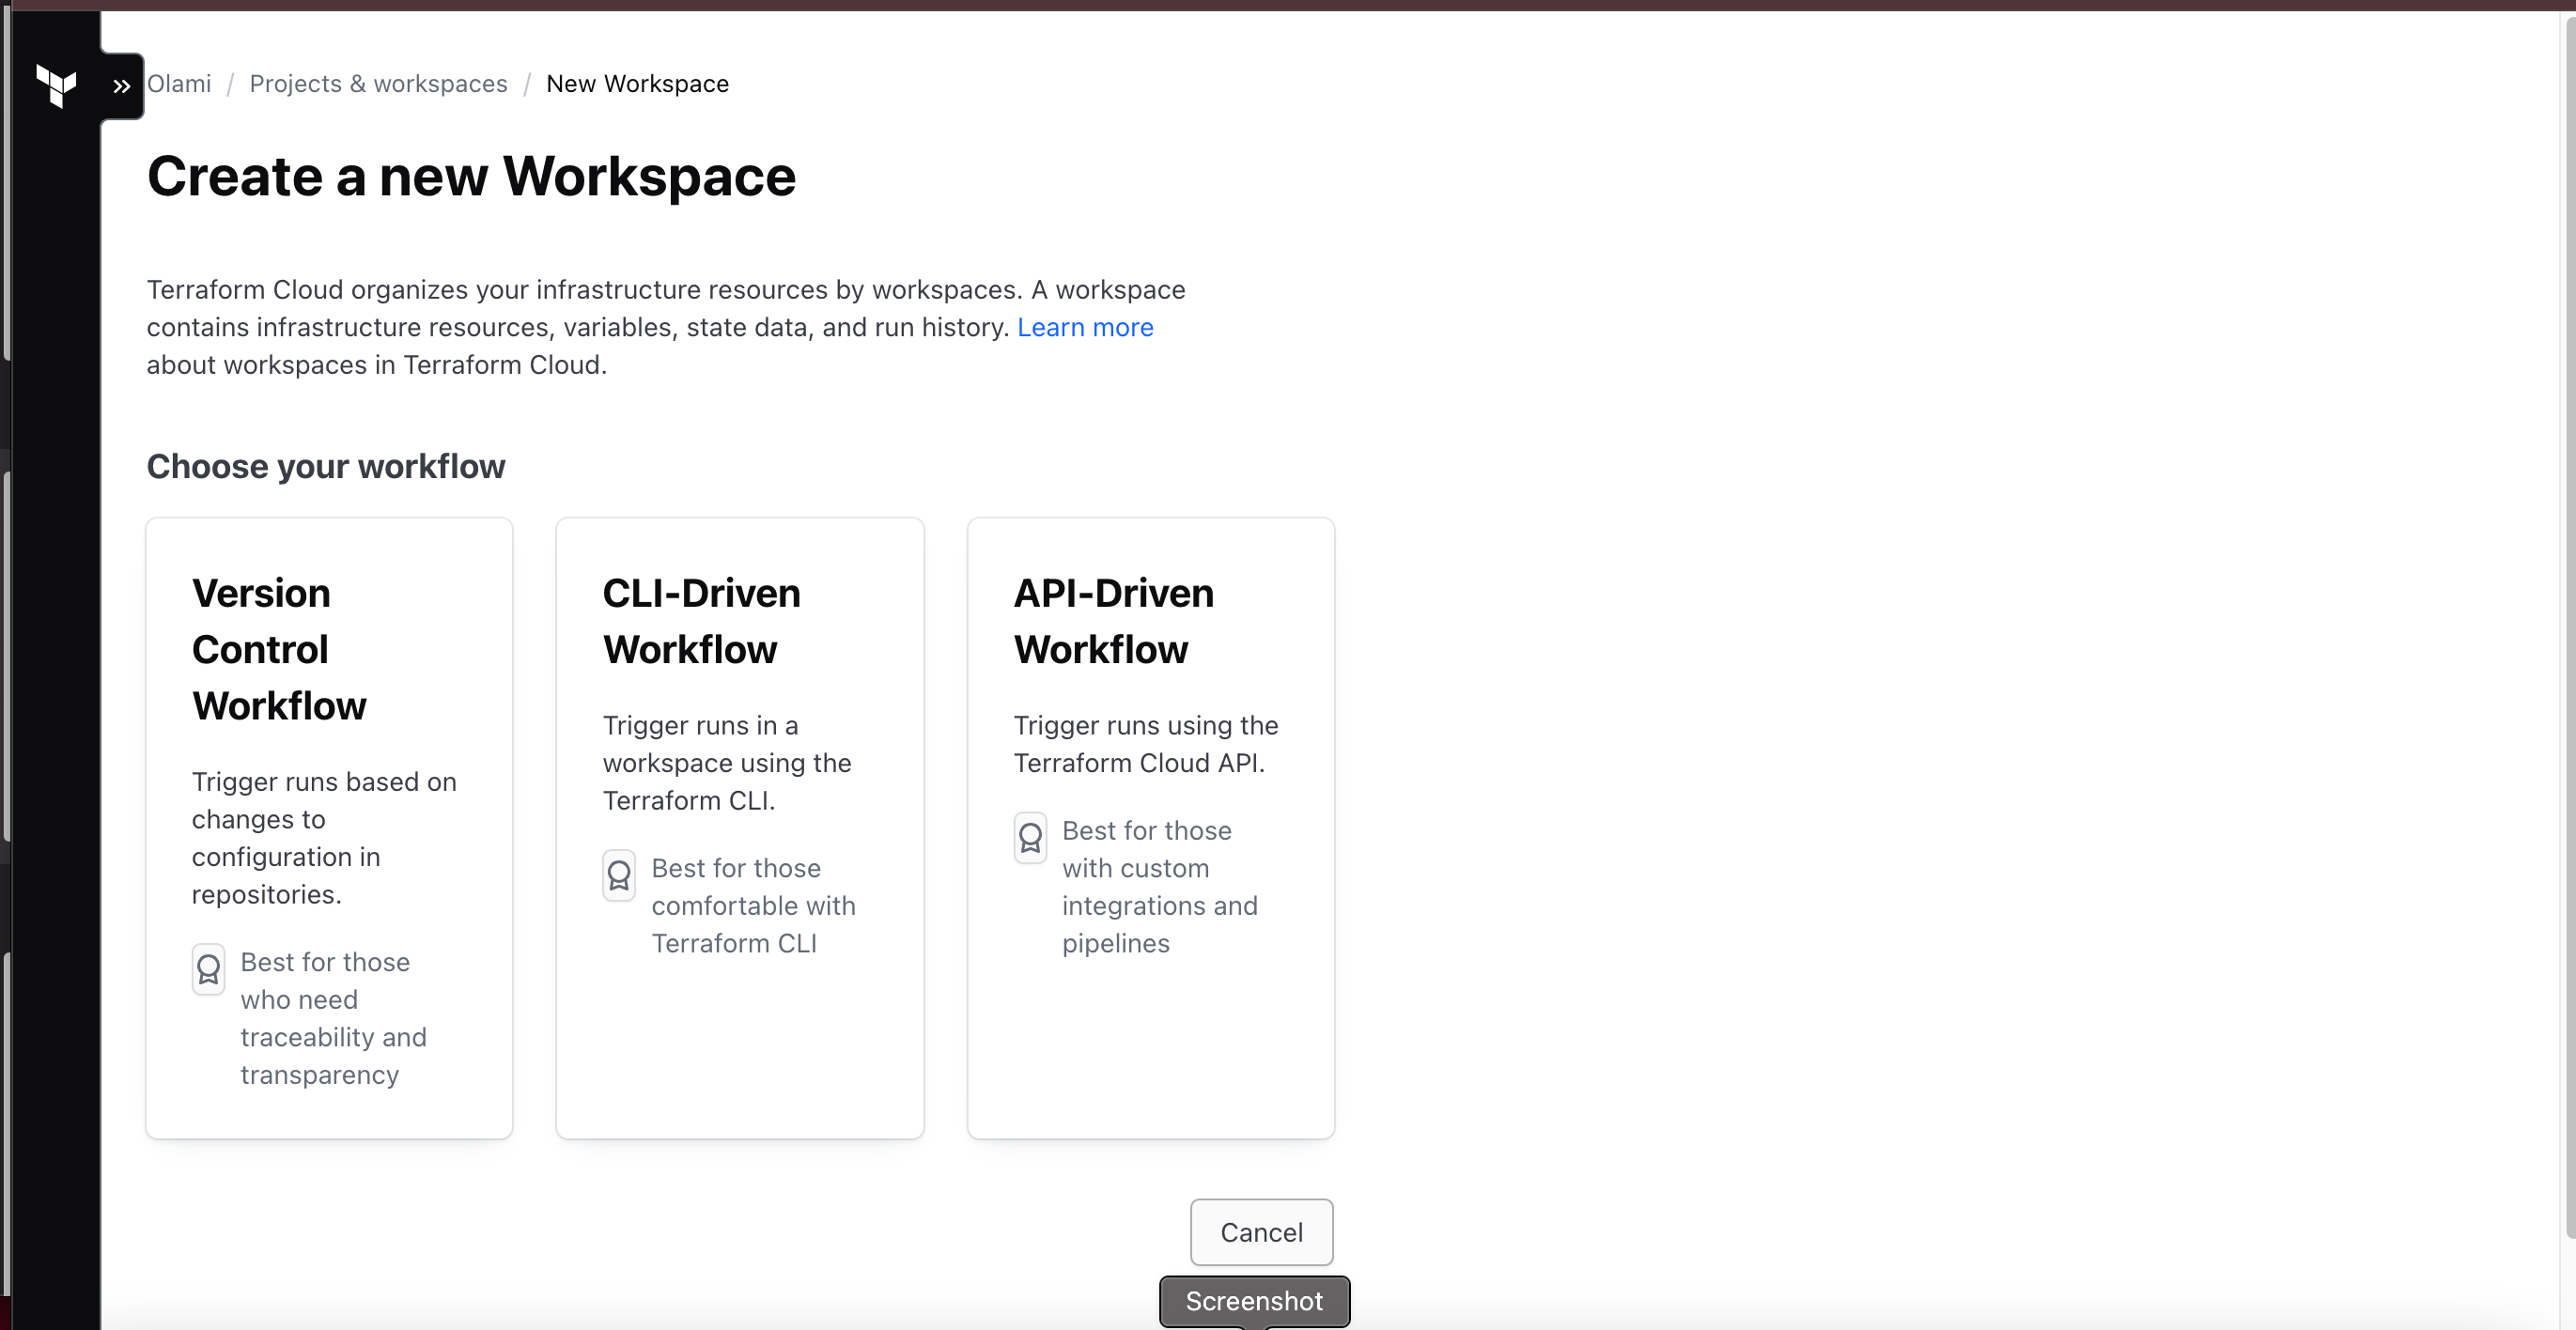 Olami / Projects & workspaces / New Workspace
Create a new Workspace
Terraform Cloud organizes your infrastructure resources by workspaces. A workspace
contains infrastructure resources, variables, state data, and run history. Learn more
about workspaces in Terraform Cloud.
Choose your workflow
Version
Control
Workflow
Trigger runs based on
changes to
configuration in
repositories.
Best for those
who need
traceability and
transparency
CLI-Driven
Workflow
Trigger runs in a
workspace using the
Terraform CLI.
Best for those
comfortable with
Terraform CLI
API-Driven
Workflow
Trigger runs using the
Terraform Cloud API.
Best for those
with custom
integrations and
pipelines
Cancel
Screenshot